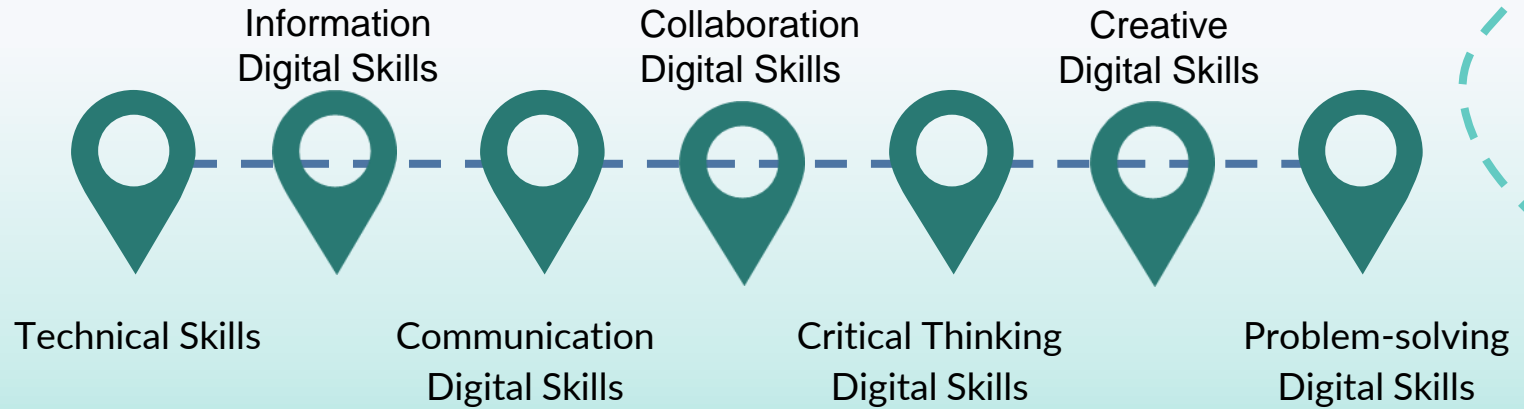 Information
Digital Skills
Collaboration
Digital Skills
Creative
Digital Skills
Technical Skills
Communication
Digital Skills
Critical Thinking
Digital Skills
Problem-solving
Digital Skills